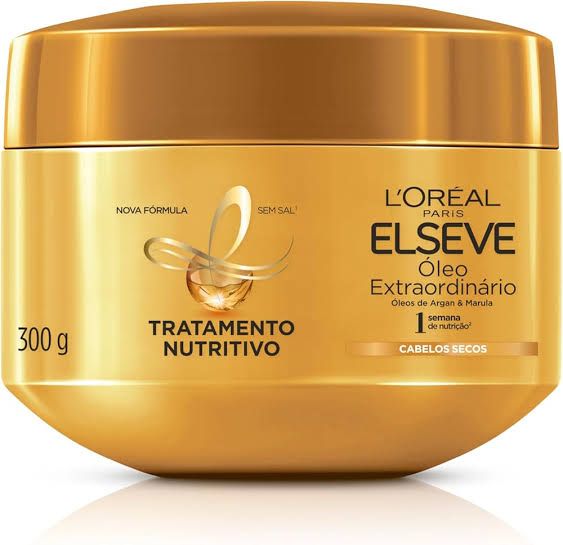 NOVA FÓRMULA
SEM SAL¹
TRATAMENTO
NUTRITIVO
300 g
L'ORÉAL
PARIS
ELSEVE
Óleo
Extraordinário
Óleos de Argan & Marula
1 semana
de nutrição²
CABELOS SECOS